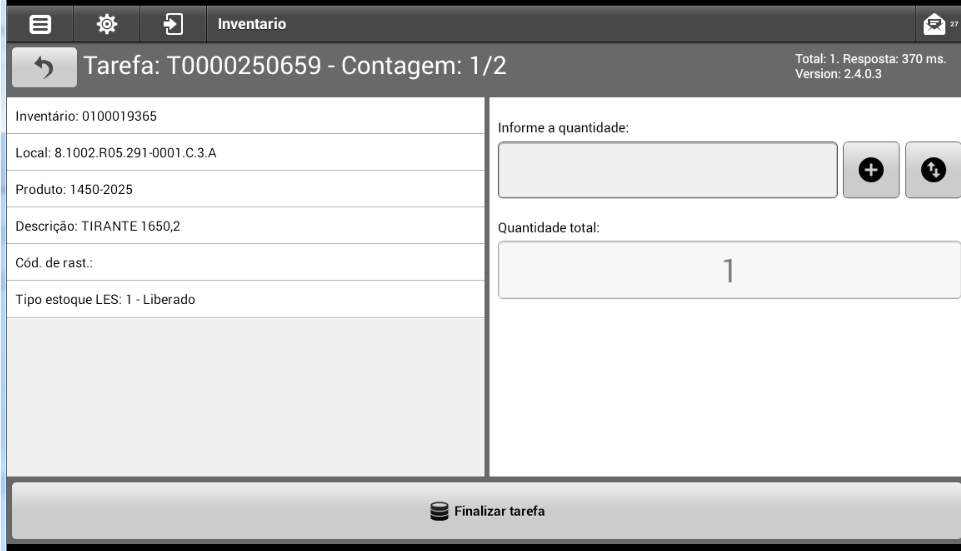 Inventario
27
Tarefa: T0000250659 - Contagem: 1/2
Total: 1. Resposta: 370 ms.
Version: 2.4.0.3
Inventário: 0100019365
Local: 8.1002.R05.291-0001.C.3.A
Produto: 1450-2025
Descrição: TIRANTE 1650,2
Cód. de rast.:
Tipo estoque LES: 1 - Liberado
Informe a quantidade:
Quantidade total:
1
Finalizar tarefa